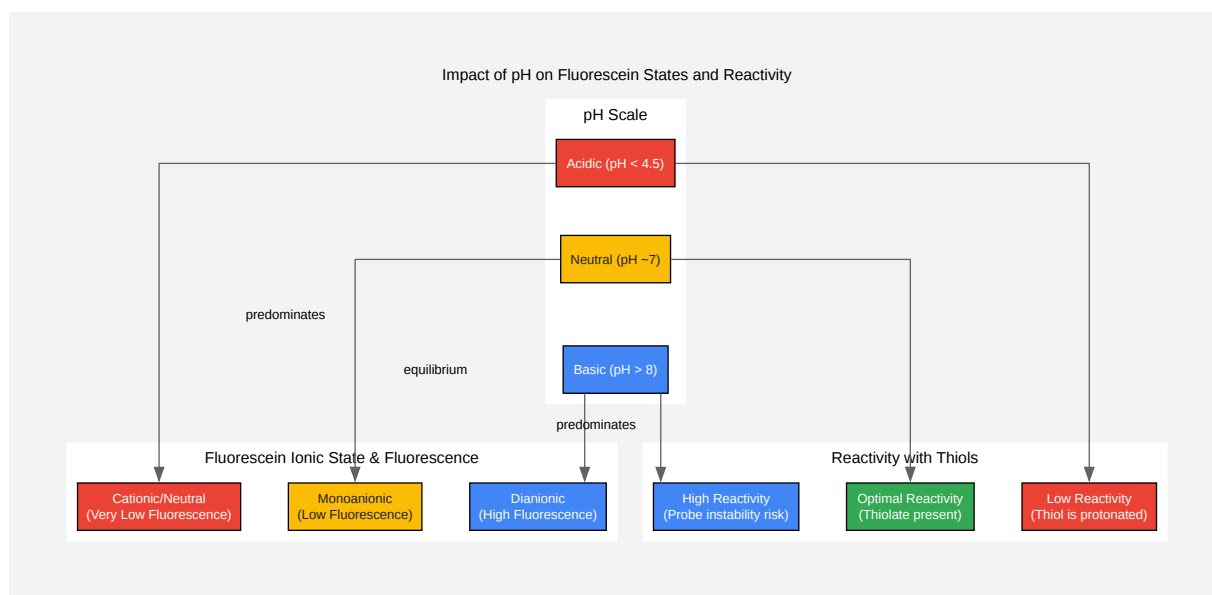 Impact of pH on Fluorescein States and Reactivity
pH Scale
Acidic (pH < 4.5)
Neutral (pH ~7)
predominates
equilibrium
Basic (pH > 8)
predominates
Fluorescein Ionic State & Fluorescence
Cationic/Neutral
(Very Low Fluorescence)
Monoanionic
(Low Fluorescence)
Dianionic
(High Fluorescence)
Reactivity with Thiols
High Reactivity
(Probe instability risk)
Optimal Reactivity
(Thiolate present)
Low Reactivity
(Thiol is protonated)